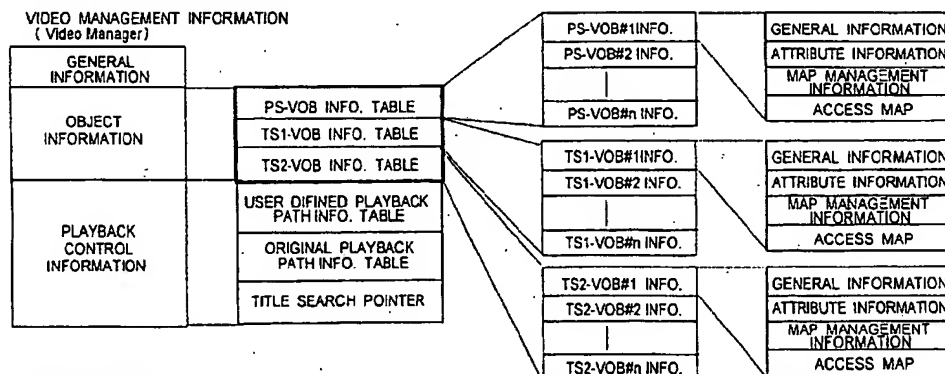 VIDEO MANAGEMENT INFORMATION
( Video Manager)
GENERAL
INFORMATION
OBJECT
INFORMATION
PLAYBACK
CONTROL
INFORMATION
PS-VOB INFO. TABLE
TS1-VOB INFO. TABLE
TS2-VOB INFO. TABLE
USER DIFINED PLAYBACK
PATH INFO. TABLE
ORIGINAL PLAYBACK
PATH INFO. TABLE
TITLE SEARCH POINTER
PS-VOB#1INFO.
PS-VOB#2 INFO.
PS-VOB#n INFO.
TS1-VOB#1INFO.
TS1-VOB#2 INFO.
TS1-VOB#n INFO.
TS2-VOB#1 INFO.
TS2-VOB#2 INFO.
TS2-VOB#n INFO.
GENERAL INFORMATION
ATTRIBUTE INFORMATION
MAP MANAGEMENT
INFORMATION
ACCESS MAP
GENERAL INFORMATION
ATTRIBUTE INFORMATION
MAP MANAGEMENT
INFORMATION
ACCESS MAP
GENERAL INFORMATION
ATTRIBUTE INFORMATION
MAP MANAGEMENT
INFORMATION
ACCESS MAP